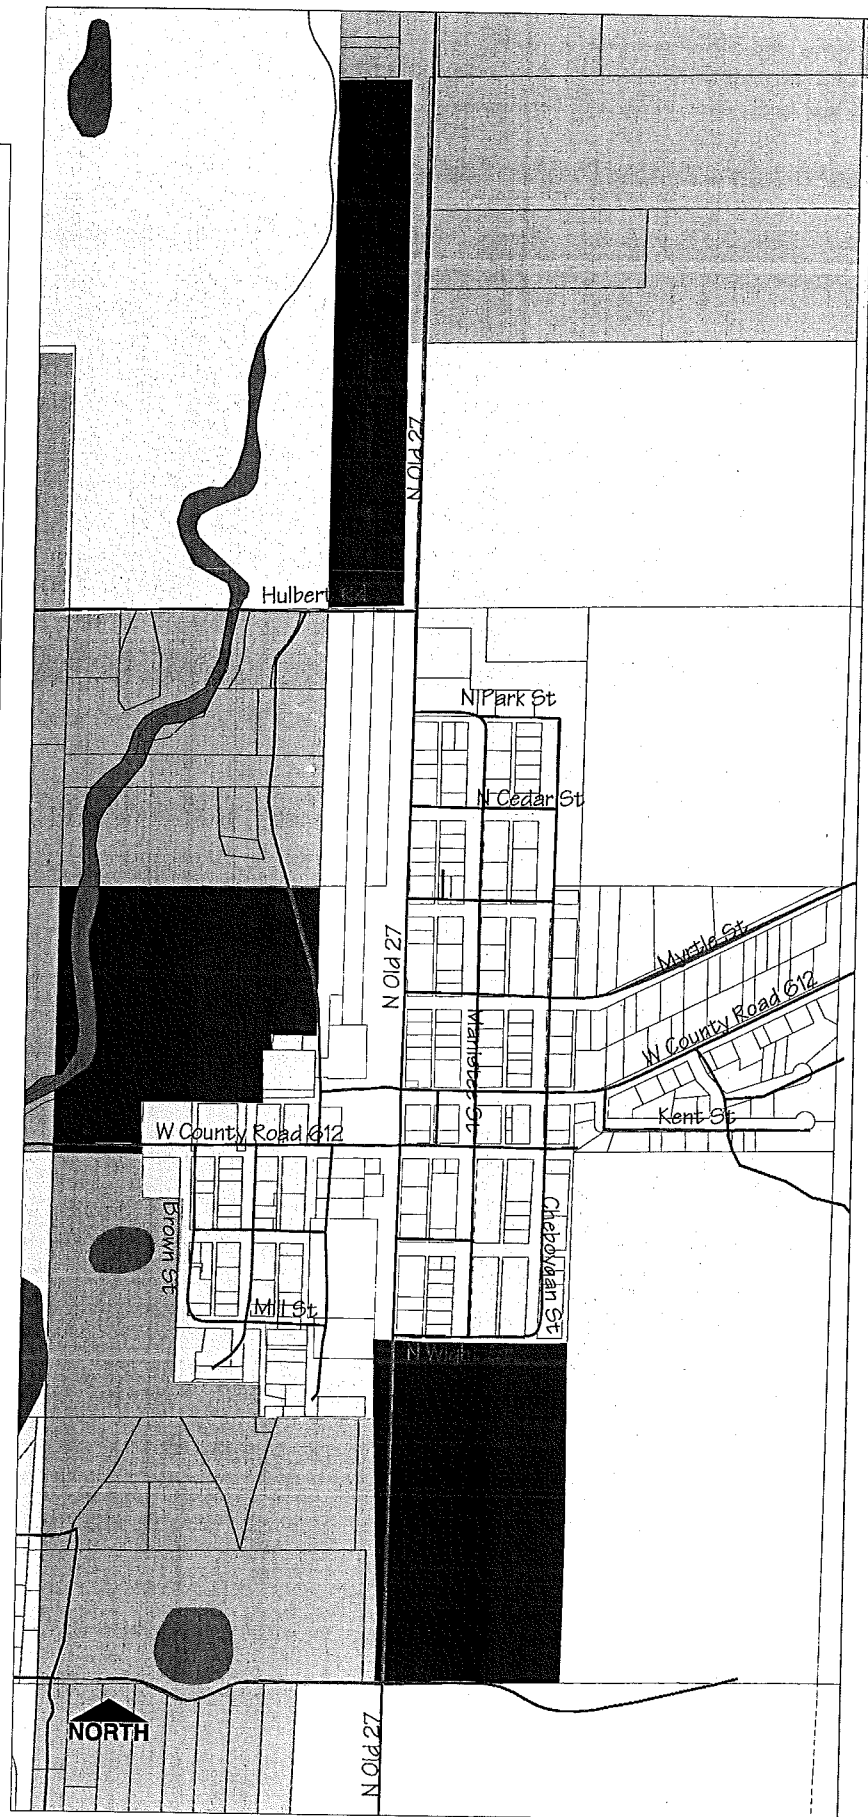 N Old 27
Hulbert
N Park St
N Cedar St
N Old 27
Myrtle St
W County Road 612
Manistee St
Kent St
W County Road 612
Brown St
Cheboygan St
Mill St
NORTH
N Old 27